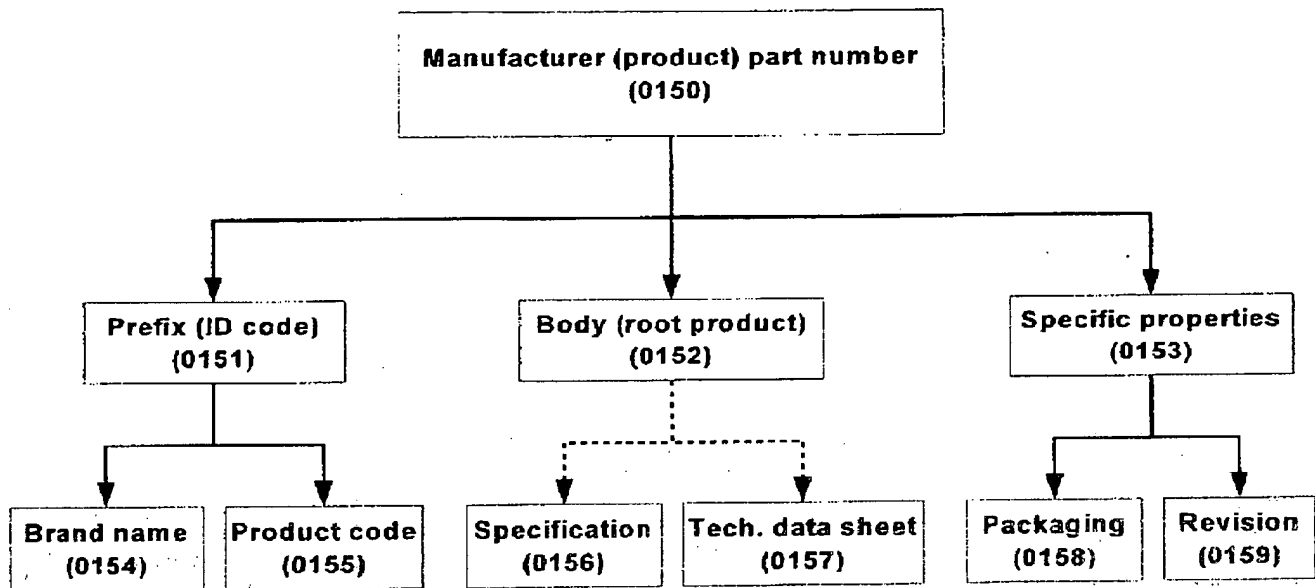 Manufacturer (product) part number
(0150)
Prefix (ID code)
(0151)
Body (root product)
(0152)
Specific properties
(0153)
Brand name
(0154)
Product code
(0155)
Specification
(0156)
Tech. data sheet
(0157)
Packaging
(0158)
Revision
(0159)